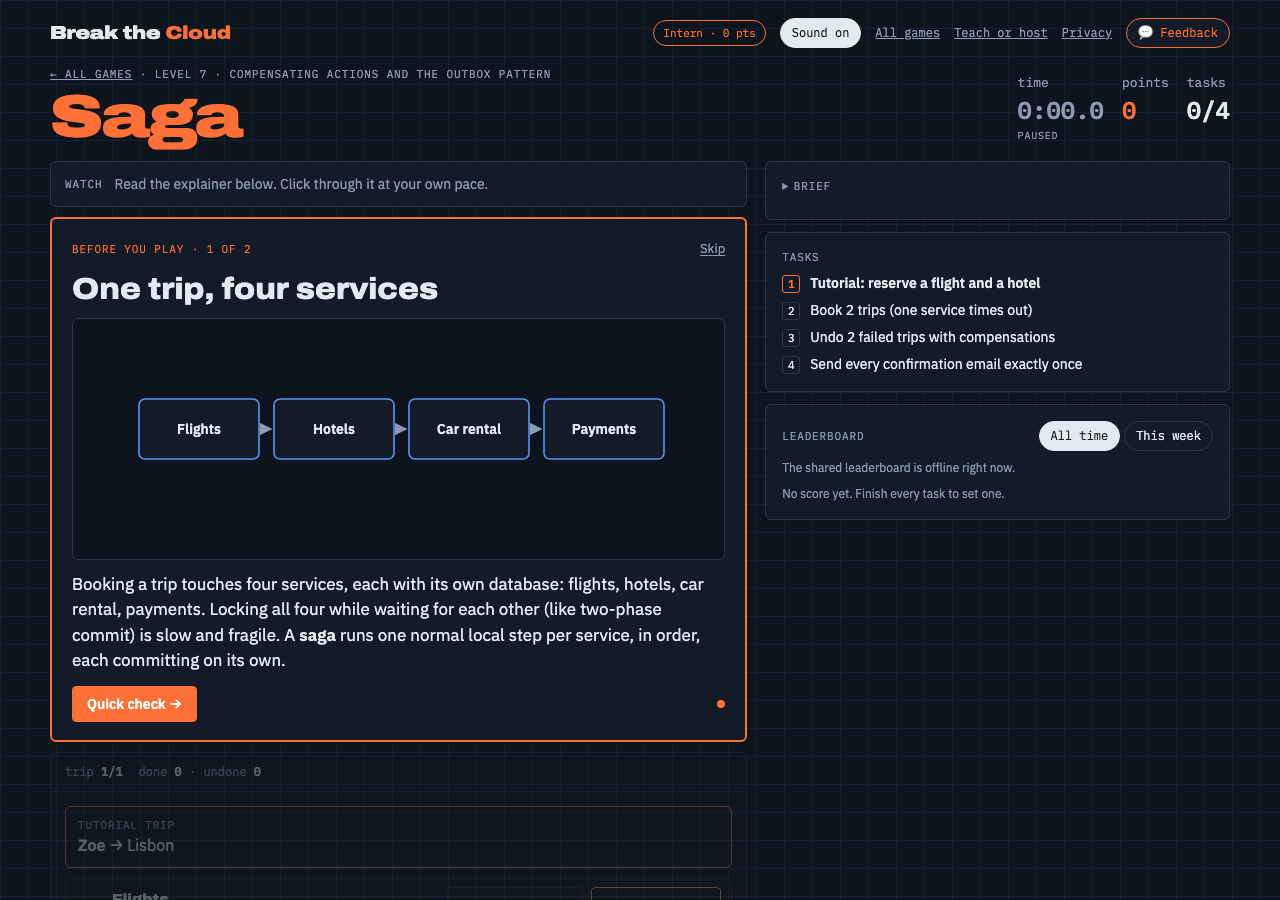 Break the Cloud
Intern · 0 pts
Sound on
All games
Teach or host
Privacy
💬 Feedback
← ALL GAMES · LEVEL 7 · COMPENSATING ACTIONS AND THE OUTBOX PATTERN
Saga
time
points
tasks
0:00.0
0
0/4
PAUSED
WATCH Read the explainer below. Click through it at your own pace.
BEFORE YOU PLAY · 1 OF 2
Skip
One trip, four services
Flights
Hotels
Car rental
Payments
Booking a trip touches four services, each with its own database: flights, hotels, car
rental, payments. Locking all four while waiting for each other (like two-phase
commit) is slow and fragile. A saga runs one normal local step per service, in order,
each committing on its own.
Quick check →
trip 1/1 done 0 · undone 0
TUTORIAL TRIP
Zoe → Lisbon
Flights
▶ BRIEF
TASKS
1 Tutorial: reserve a flight and a hotel
2 Book 2 trips (one service times out)
3 Undo 2 failed trips with compensations
4 Send every confirmation email exactly once
LEADERBOARD
All time
This week
The shared leaderboard is offline right now.
No score yet. Finish every task to set one.